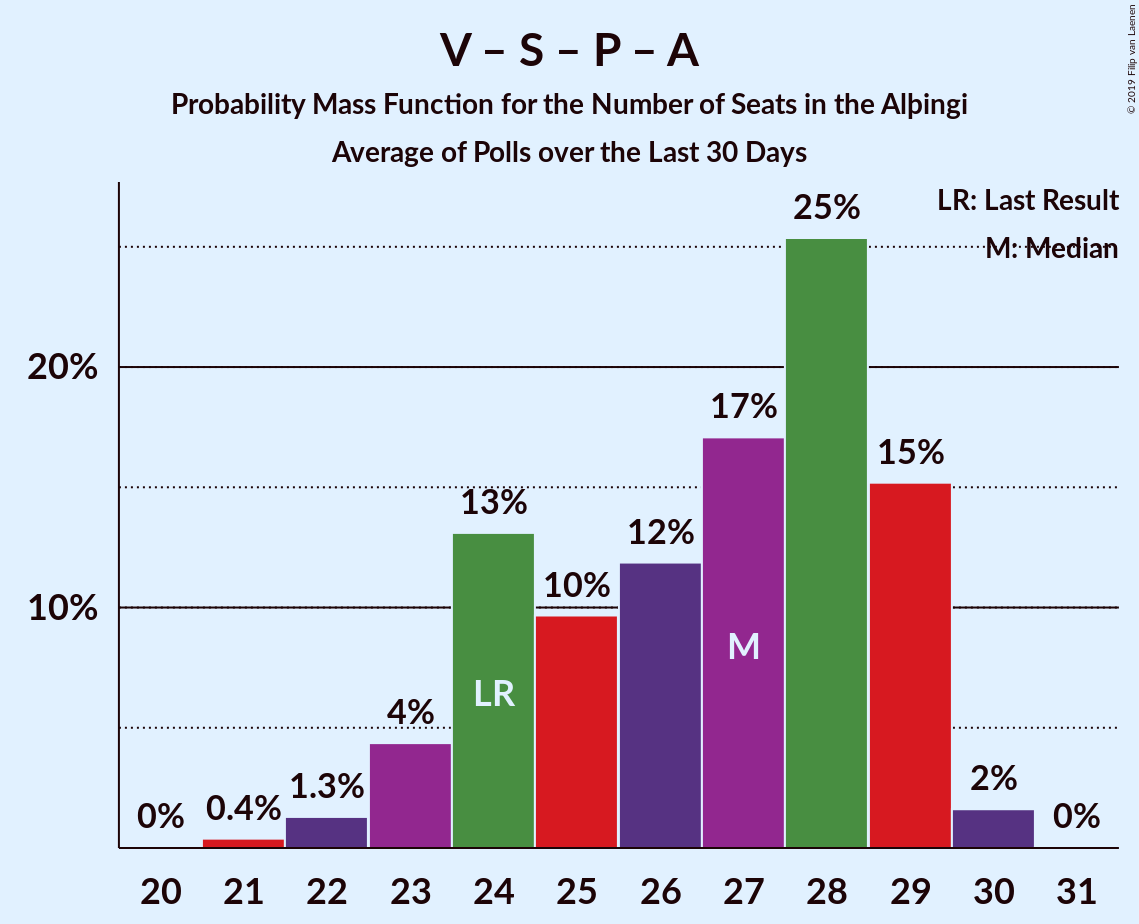 V – S – P – A
Probability Mass Function for the Number of Seats in the Alþingi
Average of Polls over the Last 30 Days
© 2019 Filip van Laenen
LR: Last Result
M: Median
25%
20%
17%
15%
13%
12%
10%
10%
M
LR
4%
1.3%
2%
0%
0.4%
0%
20 21 22 23 24 25 26 27 28 29 30 31